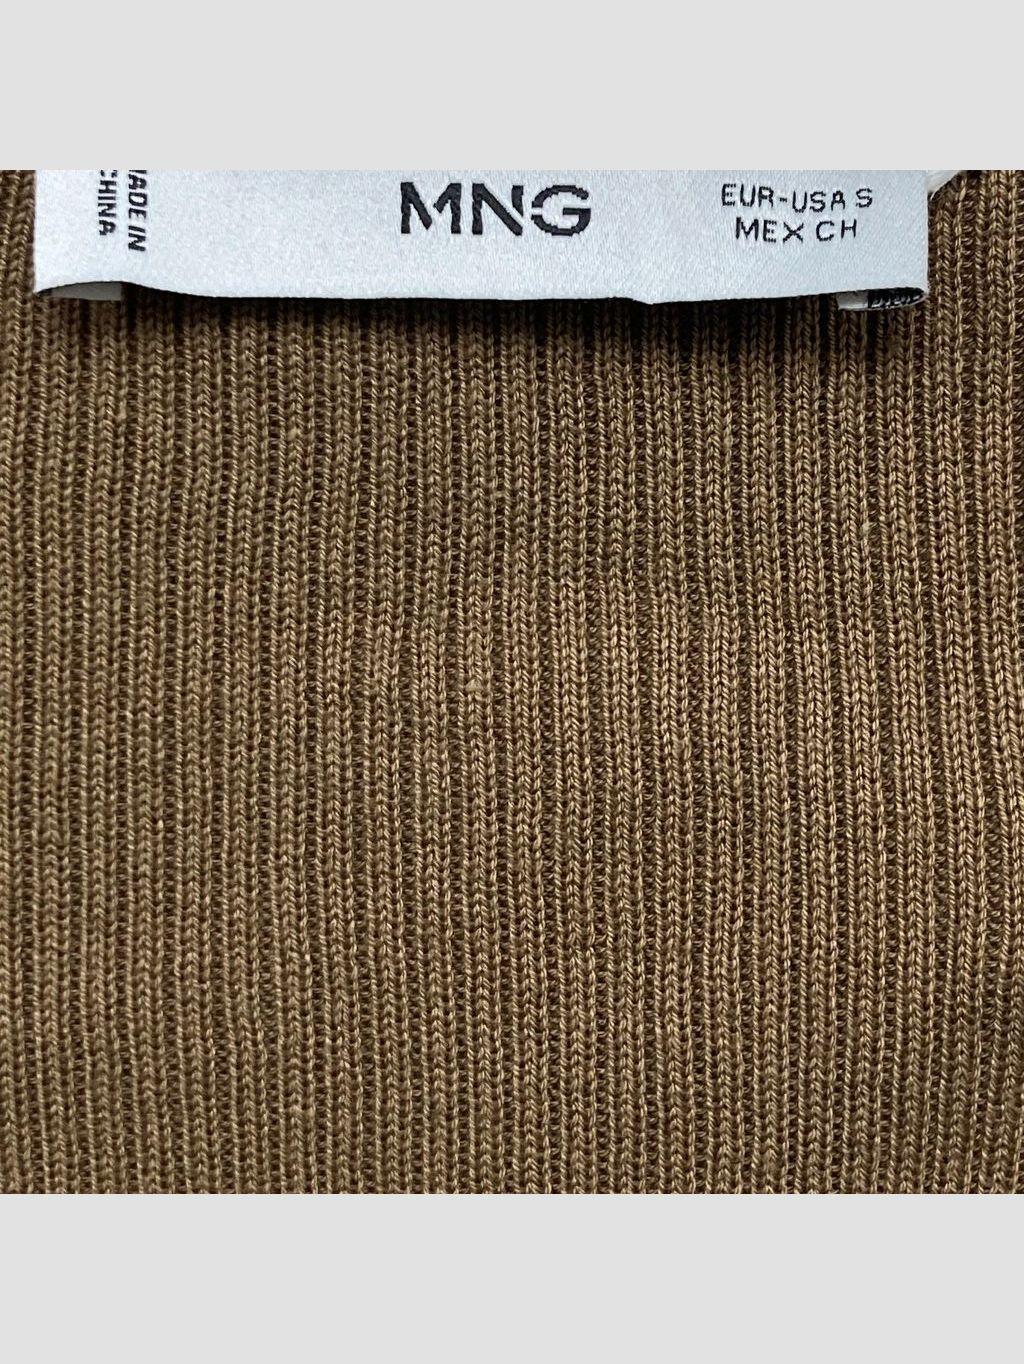 MADE IN
CHINA
MNG
EUR-USA S
MEX CH